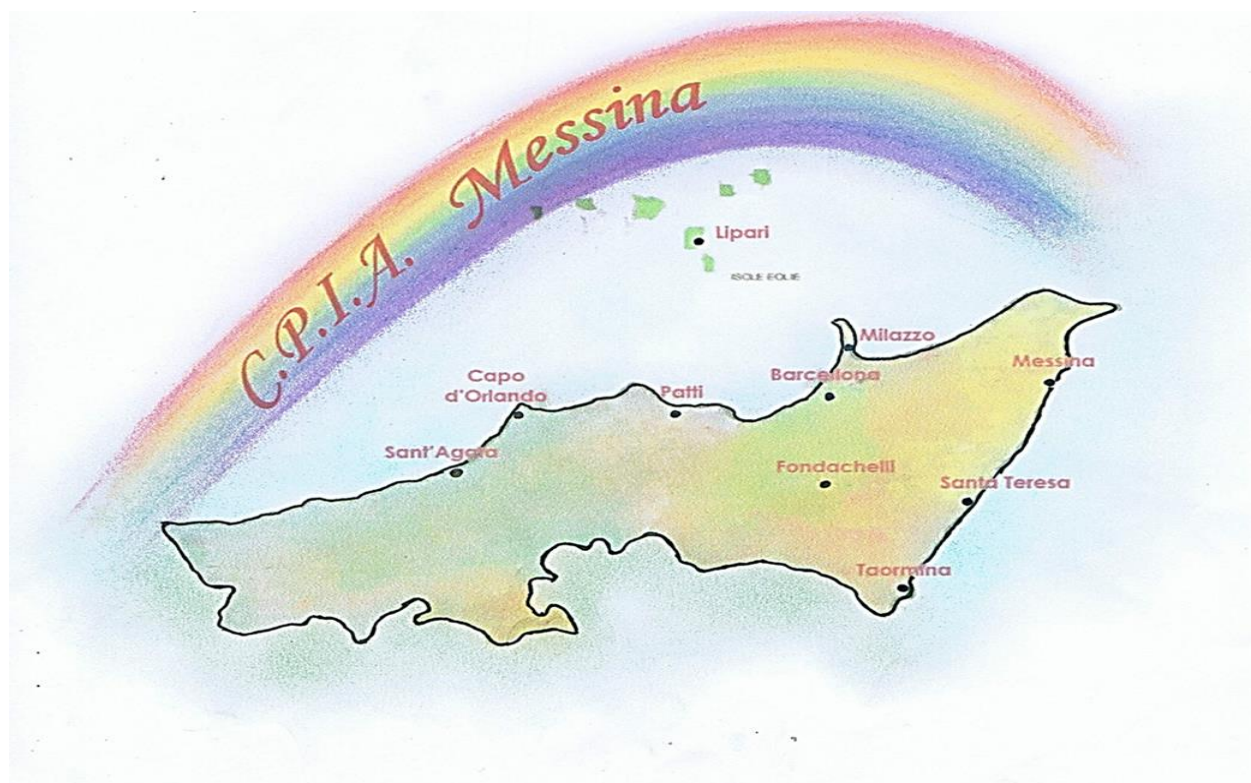 C.P.I.A. Messina
Lipari
ISOLE EOLIE
Milazzo
Messina
Barcellona
Capo
d'Orlando
Patti
Sant'Agata
Fondachelli
Santa Teresa
Taormina